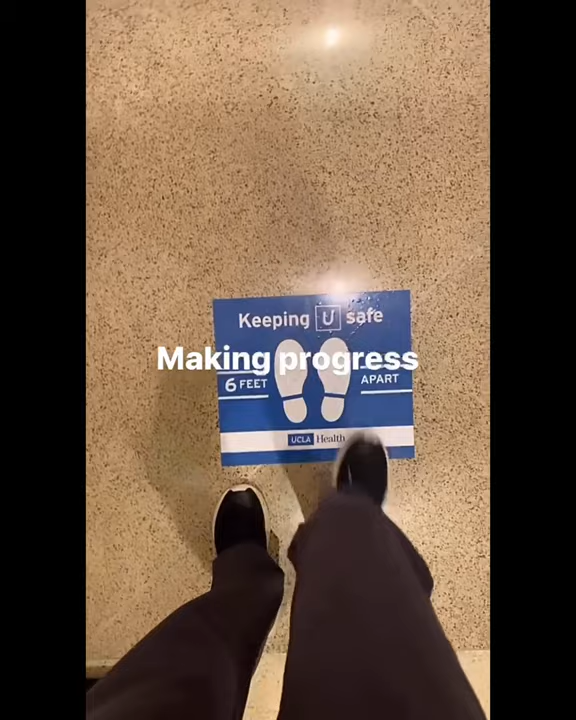 Keeping U safe
Making progress
6 FEET
APART
UCLA Health